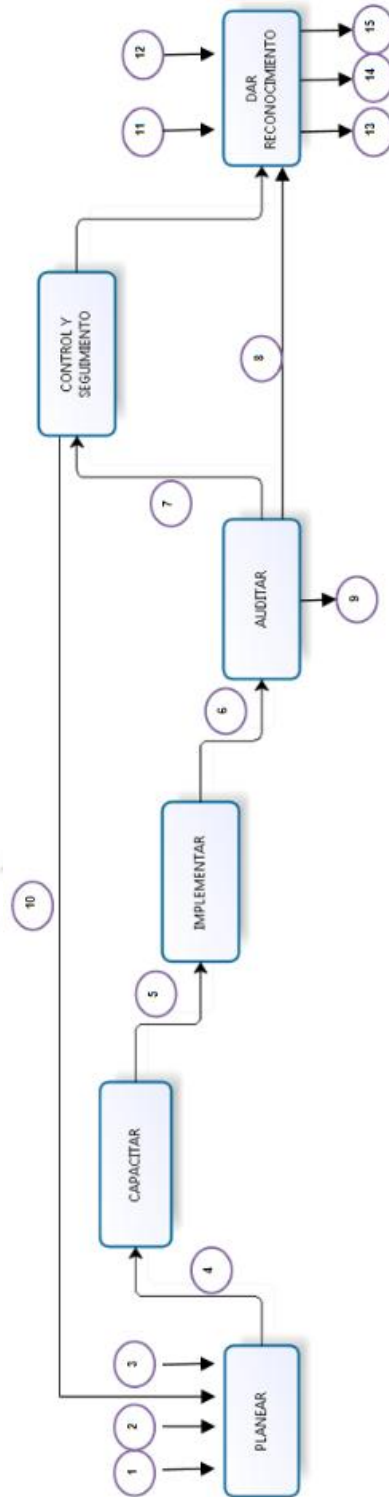 10
1
2
3
PLANEAR
4
CAPACITAR
5
IMPLEMENTAR
6
AUDITAR
9
7
8
CONTROL Y
SEGUIMIENTO
11
12
DAR
RECONOCIMIENTO
13
14
15